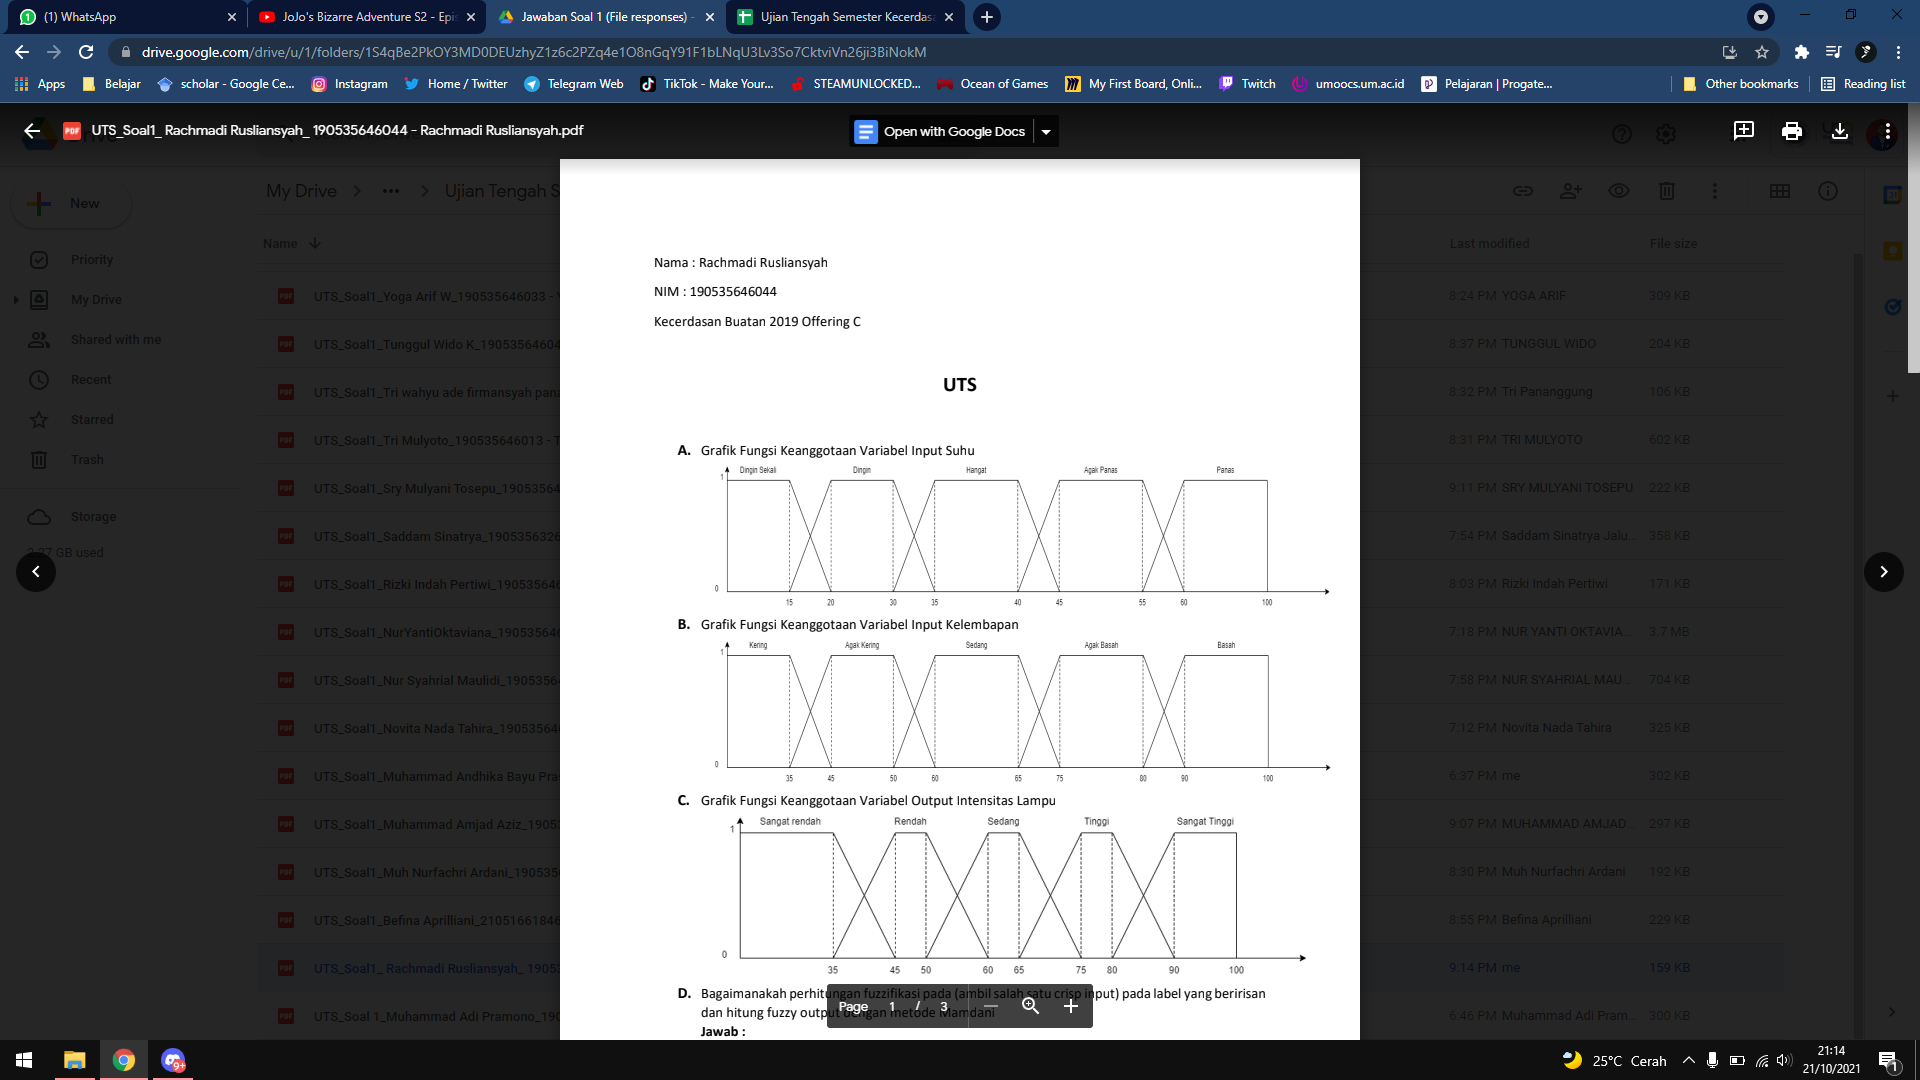 (1) WhatsApp
JoJo's Bizarre Adventure S2 - Epis
Jawaban Soal 1 (File responses) -
Ujian Tengah Semester Kecerdasa
drive.google.com/drive/u/1/folders/1S4qBe2PkOY3MD0DEUzhyZ1z6c2PZq4e1O8nGqY91F1bLNqU3Lv3So7CktviVn26ji3BiNokM
Apps Belajar scholar - Google Ce... Instagram Home / Twitter Telegram Web TikTok - Make Your... STEAMUNLOCKED... Ocean of Games My First Board, Onli... Twitch umoocs.um.ac.id Pelajaran | Progate... Other bookmarks Reading list
PDF UTS_Soal1_ Rachmadi Rusliansyah_ 190535646044 - Rachmadi Rusliansyah.pdf
Open with Google Docs
New
My Drive ••• Ujian Tengah S
Name Last modified File size
Priority
My Drive
Shared with me
Recent
Starred
Trash
Storage
GB used
UTS_Soal1_Yoga Arif W_190535646033 - Y 8:24 PM YOGA ARIF 309 KB
UTS_Soal1_Tunggul Wido K_19053564604 8:37 PM TUNGGUL WIDO 204 KB
UTS_Soal1_Tri wahyu ade firmansyah pana 8:32 PM Tri Pananggung 106 KB
UTS_Soal1_Tri Mulyoto_190535646013 - T 8:31 PM TRI MULYOTO 602 KB
UTS_Soal1_Sry Mulyani Tosepu_190535646 9:11 PM SRY MULYANI TOSEPU 222 KB
UTS_Soal1_Saddam Sinatrya_1905356326 7:54 PM Saddam Sinatrya Jalu... 358 KB
UTS_Soal1_Rizki Indah Pertiwi_190535646 8:03 PM Rizki Indah Pertiwi 171 KB
UTS_Soal1_NurYantiOktaviana_190535646 7:18 PM NUR YANTI OKTAVIA... 3.7 MB
UTS_Soal1_Nur Syahrial Maulidi_1905356 7:58 PM NUR SYAHRIAL MAU... 704 KB
UTS_Soal1_Novita Nada Tahira_190535646 7:12 PM Novita Nada Tahira 325 KB
UTS_Soal1_Muhammad Andhika Bayu Pras 6:37 PM me 302 KB
UTS_Soal1_Muhammad Amjad Aziz_1905 9:07 PM MUHAMMAD AMJAD... 297 KB
UTS_Soal1_Muh Nurfachri Ardani_190535 8:30 PM Muh Nurfachri Ardani 192 KB
UTS_Soal1_Befina Aprilliani_2105166184 8:55 PM Befina Aprilliani 229 KB
UTS_Soal1_ Rachmadi Rusliansyah_ 1905 9:14 PM me 159 KB
UTS_Soal 1_Muhammad Adi Pramono_190 6:46 PM Muhammad Adi Pram... 300 KB
Nama : Rachmadi Rusliansyah
NIM : 190535646044
Kecerdasan Buatan 2019 Offering C
UTS
A. Grafik Fungsi Keanggotaan Variabel Input Suhu
Dingin Sekali Dingin Hangat Agak Panas Panas
1
0
15 20 30 35 40 45 55 60 100
B. Grafik Fungsi Keanggotaan Variabel Input Kelembapan
Kering Agak Kering Sedang Agak Basah Basah
1
0
35 45 50 60 65 75 80 90 100
C. Grafik Fungsi Keanggotaan Variabel Output Intensitas Lampu
Sangat rendah Rendah Sedang Tinggi Sangat Tinggi
1
0
35 45 50 60 65 75 80 90 100
D. Bagaimanakah perhitungan fuzzifikasi pada (ambil salah satu crisp input) pada label yang beririsan
dan hitung fuzzy output dengan metode Mamdani
Jawab :
Page 1 / 3
25°C Cerah
21:14
21/10/2021
9+
1